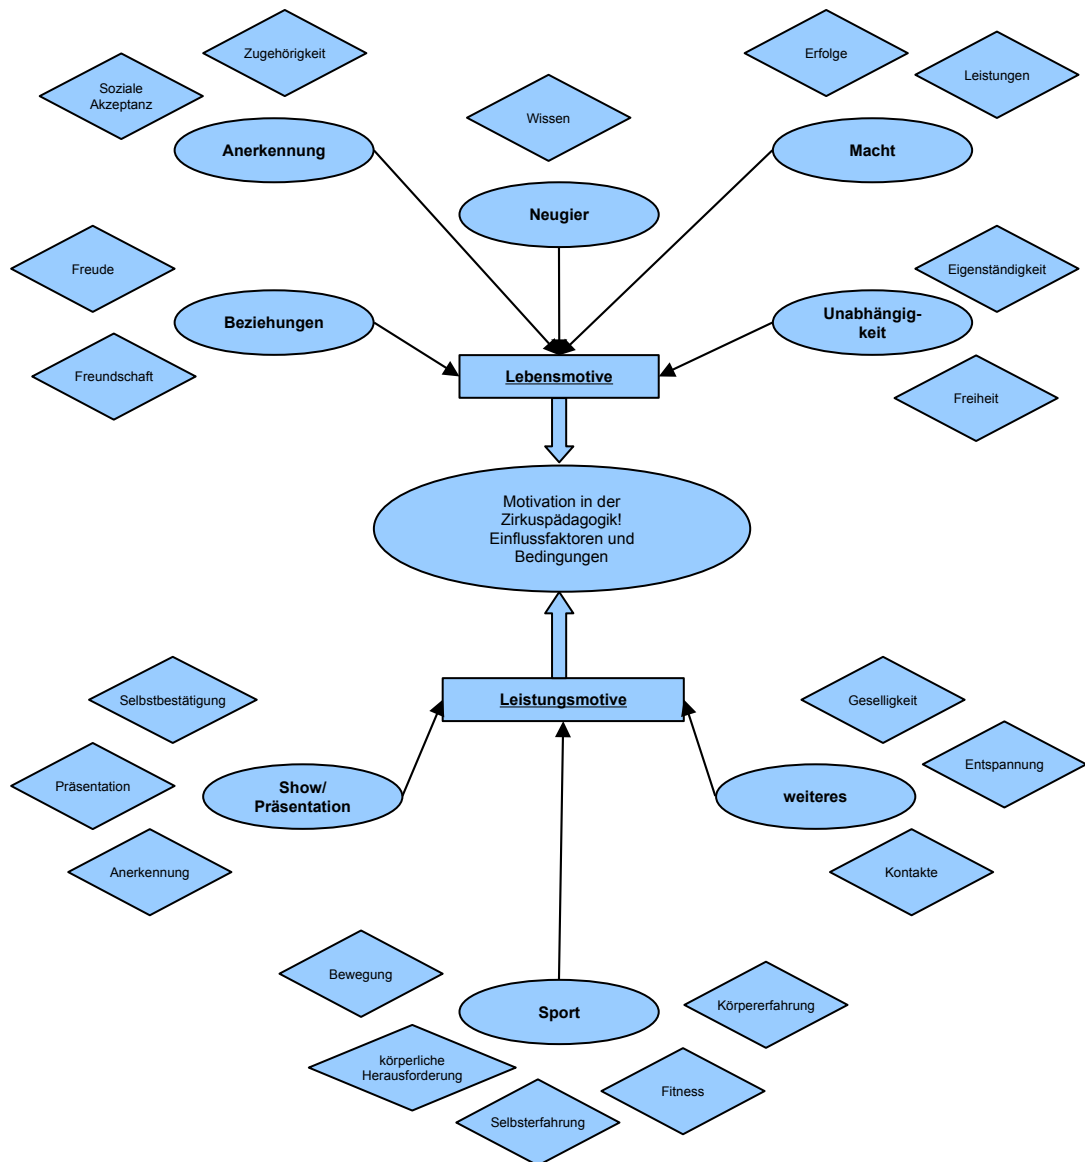 Zugehörigkeit
Erfolge
Soziale
Akzeptanz
Leistungen
Wissen
Anerkennung
Macht
Neugier
Freude
Eigenständigkeit
Beziehungen
Unabhängig-
keit
Freundschaft
Lebensmotive
Freiheit
Motivation in der
Zirkuspädagogik!
Einflussfaktoren und
Bedingungen
Selbstbestätigung
Leistungsmotive
Geselligkeit
Präsentation
Show/
Präsentation
weiteres
Entspannung
Anerkennung
Kontakte
Bewegung
Sport
Körpererfahrung
körperliche
Herausforderung
Fitness
Selbsterfahrung